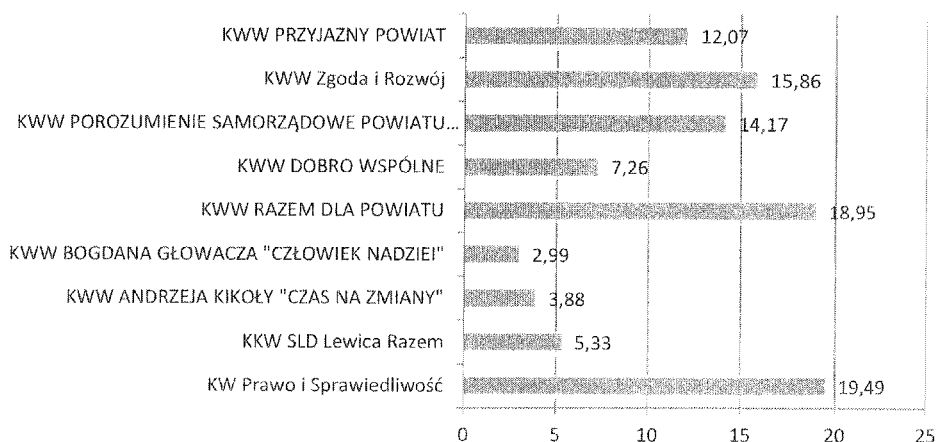 KWW PRZYJAZNY POWIAT 12,07
KWW Zgoda i Rozwój 15,86
KWW POROZUMIENIE SAMORZĄDOWE POWIATU... 14,17
KWW DOBRO WSPÓLNE 7,26
KWW RAZEM DLA POWIATU 18,95
KWW BOGDANA GŁOWACZA "CZŁOWIEK NADZIEI" 2,99
KWW ANDRZEJA KIKOŁY "CZAS NA ZMIANY" 3,88
KKW SLD Lewica Razem 5,33
KW Prawo i Sprawiedliwość 19,49
0 5 10 15 20 25